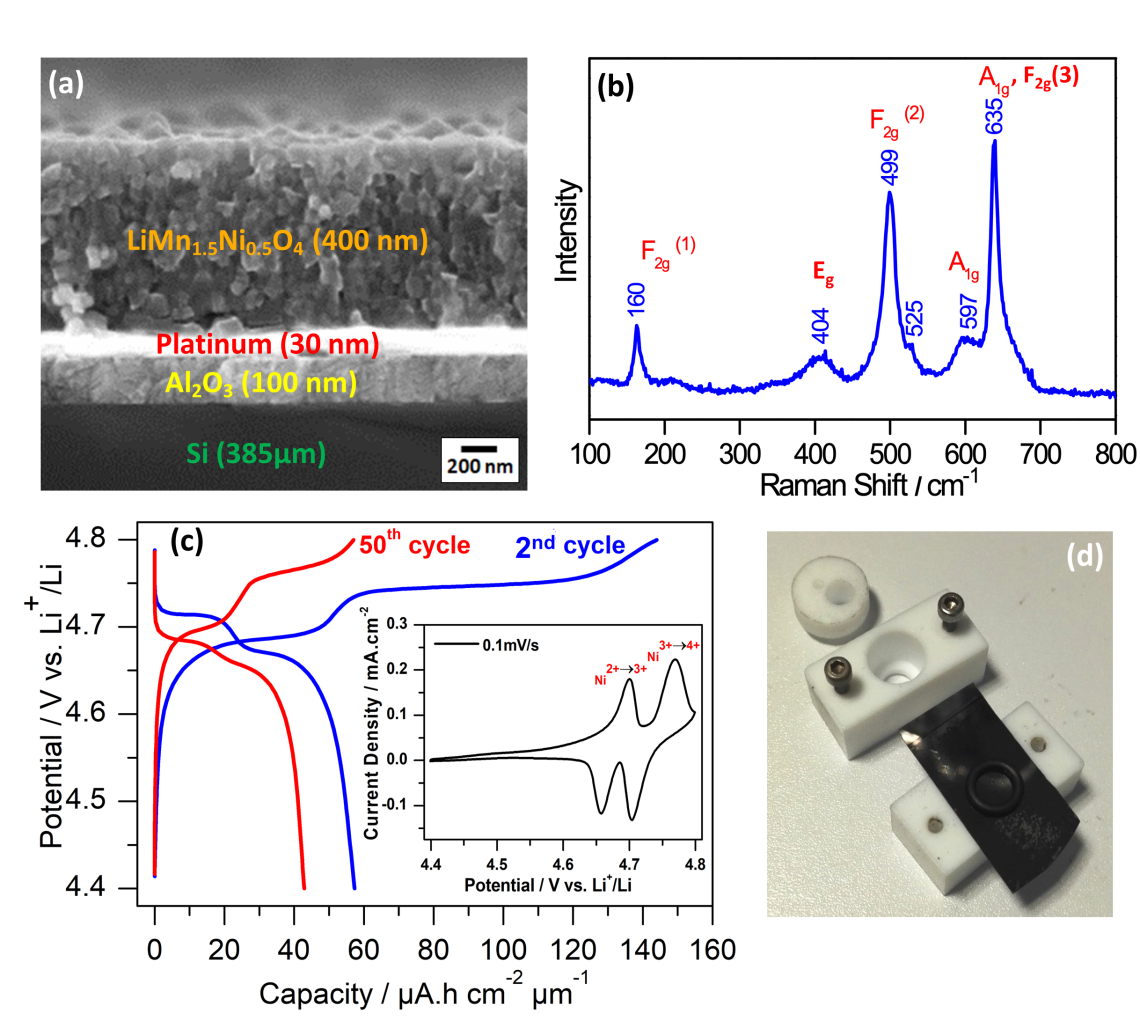 (a)
LiMn1.5Ni0.5O4 (400 nm)
Platinum (30 nm)
Al2O3 (100 nm)
Si (385µm)
200 nm
(b)
A1g, F2g(3)
635
F2g (2)
499
F2g (1)
160
Eg
404
525
A1g
597
Intensity
100 200 300 400 500 600 700 800
Raman Shift / cm-1
(c)
50th cycle
2nd cycle
4.8
4.7
4.6
4.5
4.4
Potential / V vs. Li+/Li
0 20 40 60 80 100 120 140 160
Capacity / µA.h cm-2 µm-1
0.1mV/s
Ni2+→3+
Ni3+→4+
0.3
0.2
0.1
0.0
-0.1
Current Density / mA.cm-2
4.4 4.5 4.6 4.7 4.8
Potential / V vs. Li+/Li
(d)